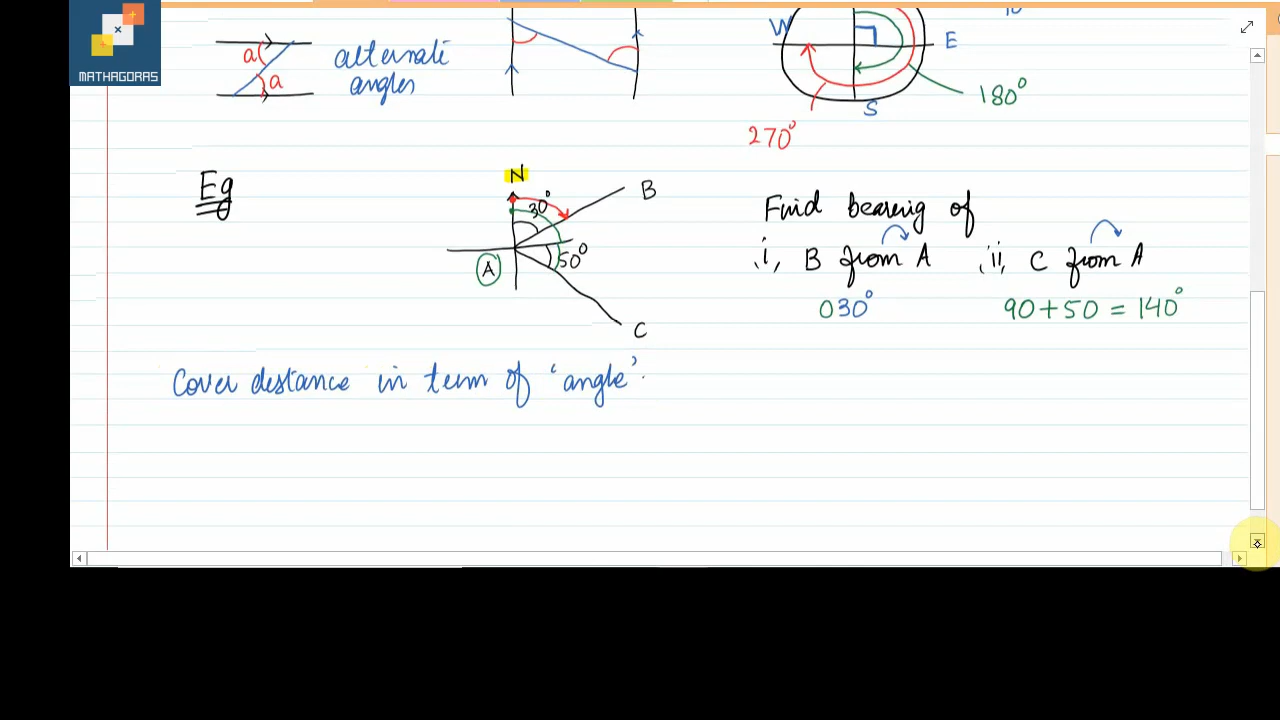 MATHAGORAS
a
a
alternate
angles
W
E
S
180°
270°
Eg
N
30°
B
50°
A
C
Find bearing of
i, B from A
ii, C from A
030°
90+50 = 140°
Cover distance in term of 'angle'.